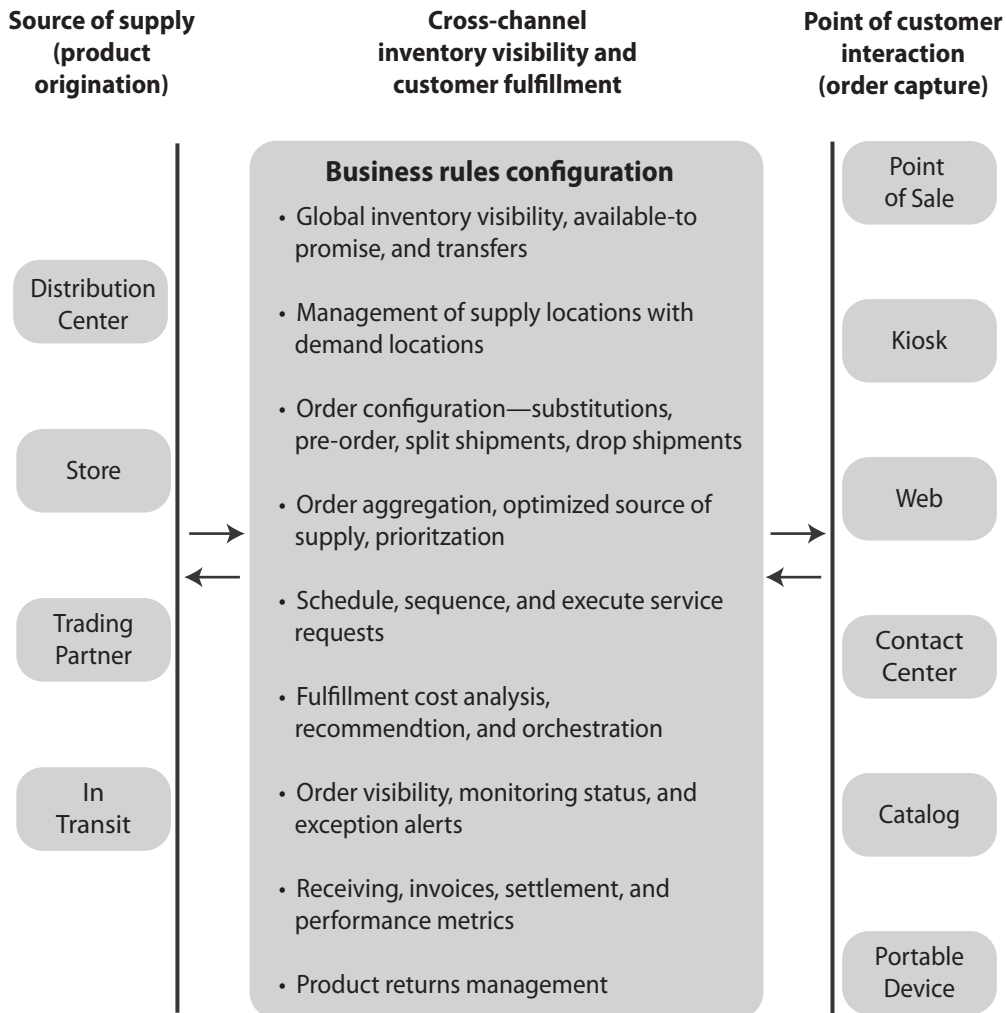 Source of supply
(product
origination)
Cross-channel
inventory visibility and
customer fulfillment
Point of customer
interaction
(order capture)
Distribution
Center
Store
Trading
Partner
In
Transit
Business rules configuration
• Global inventory visibility, available-to
promise, and transfers
• Management of supply locations with
demand locations
• Order configuration—substitutions,
pre-order, split shipments, drop shipments
• Order aggregation, optimized source of
supply, prioritzation
• Schedule, sequence, and execute service
requests
• Fulfillment cost analysis,
recommendtion, and orchestration
• Order visibility, monitoring status, and
exception alerts
• Receiving, invoices, settlement, and
performance metrics
• Product returns management
Point
of Sale
Kiosk
Web
Contact
Center
Catalog
Portable
Device